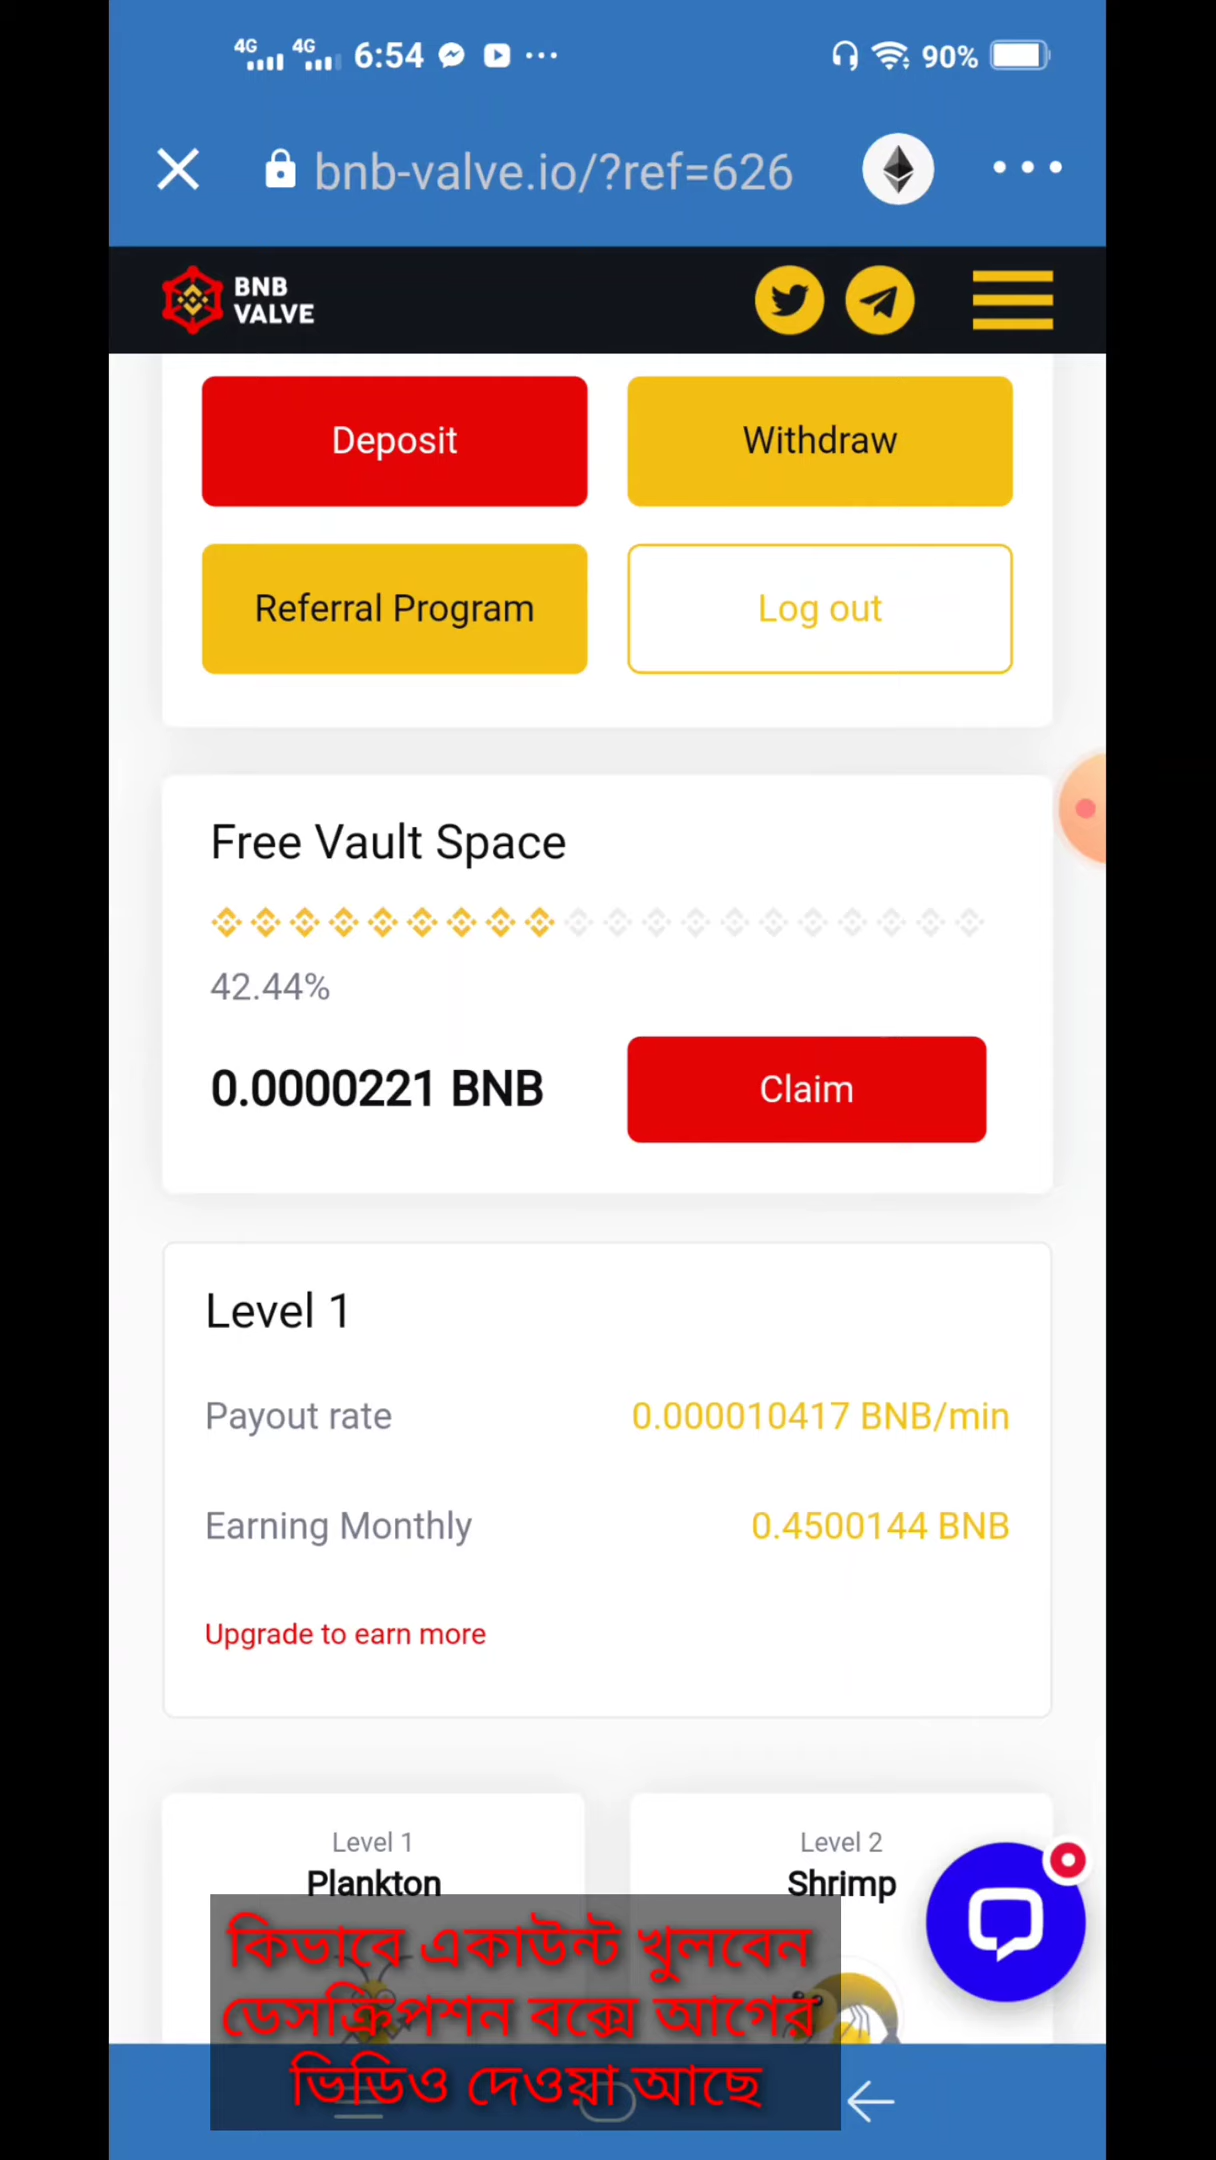 4G 4G 6:54 90%
bnb-valve.io/?ref=626
BNB
VALVE
Deposit Withdraw
Referral Program Log out
Free Vault Space
42.44%
0.0000221 BNB Claim
Level 1
Payout rate 0.000010417 BNB/min
Earning Monthly 0.4500144 BNB
Upgrade to earn more
Level 1 Level 2
Plankton Shrimp
কিভাবে একাউন্ট খুলবেন
ডেসক্রিপশন বক্সে আগের
ভিডিও দেওয়া আছে